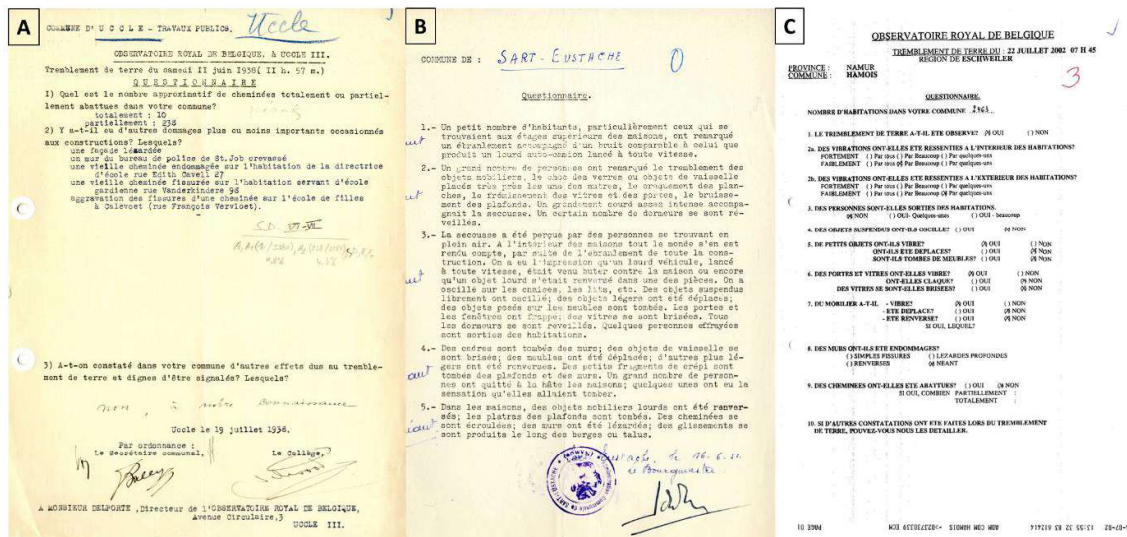 A
COMMUNE D'UCCLE - TRAVAUX PUBLICS.
Uccle
OBSERVATOIRE ROYAL DE BELGIQUE, à UCCLE III.
Tremblement de terre du samedi II juin 1938( II h. 57 m.)
QUESTIONNAIRE
I) Quel est le nombre approximatif de cheminées totalement ou partiel-
lement abattues dans votre commune?
totalement : 10
partiellement : 238
2) Y a-t-il eu d'autres dommages plus ou moins importants occasionnés
aux constructions? Lesquels?
une façade lézardée
un mur du bureau de police de St.Job crevassé
une vieille cheminée endommagée sur l'habitation de la directrice
d'école rue Edith Cavell 27
une vieille cheminée fissurée sur l'habitation servant d'école
gardienne rue Vanderkindere 98
aggravation des fissures d'une cheminée sur l'école de filles
à Calevoet (rue François Vervloet).
3) A-t-on constaté dans votre commune d'autres effets dus au tremble-
ment de terre et dignes d'être signalés? Lesquels?
non, à notre connaissance
Uccle le 19 juillet 1938.
Par ordonnance :
Le Secrétaire communal,
Le Collège,
A MONSIEUR DELPORTE ,Directeur de l'OBSERVATOIRE ROYAL DE BELGIQUE,
Avenue Circulaire,3
UCCLE III.
B
COMMUNE DE : SART-EUSTACHE
0
Questionnaire.
1.- Un petit nombre d'habitants, particulièrement ceux qui se
trouvaient aux étages supérieurs des maisons, ont remarqué
un ébranlement accompagné d'un bruit comparable à celui que
produit un lourd auto-camion lancé à toute vitesse.
2.- Un grand nombre de personnes ont remarqué le tremblement des
objets mobiliers, le choc des verres ou objets de vaisselle
placés très près les uns des autres, le craquement des plan-
ches, le frémissement des vitres et des portes, le bruisse-
ment des plafonds. Un grondement sourd assez intense accompa-
gnait la secousse. Un certain nombre de dormeurs se sont ré-
veillés.
3.- La secousse a été perçue par des personnes se trouvant en
plein air. A l'intérieur des maisons tout le monde s'en est
rendu compte, par suite de l'ébranlement de toute la cons-
truction. On a eu l'impression qu'un lourd véhicule, lancé
à toute vitesse, était venu buter contre la maison ou encore
qu'un objet lourd s'était renversé dans une des pièces. On a
oscillé sur les chaises, les lits, etc. Des objets suspendus
librement ont oscillé; des objets légers ont été déplacés;
des objets posés sur les meubles sont tombés. Les portes et
les fenêtres ont frappé; des vitres se sont brisées. Tous
les dormeurs se sont reveillés. Quelques personnes effrayées
sont sorties des habitations.
4.- Des cadres sont tombés des murs; des objets de vaisselle se
sont brisés; des meubles ont été déplacés; d'autres plus lé-
gers ont été renversés. Des petits fragments de crépi sont
tombés des plafonds et des murs. Un grand nombre de person-
nes ont quitté à la hâte les maisons; quelques unes ont eu la
sensation qu'elles allaient tomber.
5.- Dans les maisons, des objets mobiliers lourds ont été renver-
sés; les platras des plafonds sont tombés. Des cheminées se
sont écroulées; des murs ont été lézardés; des glissements se
sont produits le long des berges ou talus.
Le Bourgmestre
C
OBSERVATOIRE ROYAL DE BELGIQUE
TREMBLEMENT DE TERRE DU : 22 JUILLET 2002 07 H 45
REGION DE ESCHWEILER
PROVINCE : NAMUR
COMMUNE : HAMOIS
3
QUESTIONNAIRE.
NOMBRE D'HABITATIONS DANS VOTRE COMMUNE
1. LE TREMBLEMENT DE TERRE A-T-IL ETE OBSERVE? (X) OUI ( ) NON
2a. DES VIBRATIONS ONT-ELLES ETE RESSENTIES A L'INTERIEUR DES HABITATIONS?
FORTEMENT ( ) Par tous ( ) Par Beaucoup ( ) Par quelques-uns
FAIBLEMENT ( ) Par tous ( ) Par Beaucoup (X) Par quelques-uns
2b. DES VIBRATIONS ONT-ELLES ETE RESSENTIES A L'EXTERIEUR DES HABITATIONS?
FORTEMENT ( ) Par tous ( ) Par Beaucoup ( ) Par quelques-uns
FAIBLEMENT ( ) Par tous ( ) Par Beaucoup ( ) Par quelques-uns
3. DES PERSONNES SONT-ELLES SORTIES DES HABITATIONS.
(X) NON ( ) OUI- Quelques-unes ( ) OUI - beaucoup
4. DES OBJETS SUSPENDUS ONT-ILS OSCILLE? ( ) OUI (X) NON
5. DE PETITS OBJETS ONT-ILS VIBRE? (X) OUI ( ) NON
ONT-ILS ETE DEPLACES? ( ) OUI (X) NON
SONT-ILS TOMBES DE MEUBLES? ( ) OUI (X) NON
6. DES PORTES ET VITRES ONT-ELLES VIBRE? (X) OUI ( ) NON
ONT-ELLES CLAQUE? ( ) OUI (X) NON
DES VITRES SE SONT-ELLES BRISEES? ( ) OUI (X) NON
7. DU MOBILIER A-T-IL - VIBRE? (X) OUI ( ) NON
- ETE DEPLACE? ( ) OUI (X) NON
- ETE RENVERSE? ( ) OUI (X) NON
SI OUI, LEQUEL?
8. DES MURS ONT-ILS ETE ENDOMMAGES?
( ) SIMPLES FISSURES ( ) LEZARDES PROFONDES
( ) RENVERSES (X) NEANT
9. DES CHEMINEES ONT-ELLES ETE ABATTUES? ( ) OUI (X) NON
SI OUI, COMBIEN PARTIELLEMENT :
TOTALEMENT :
10. SI D'AUTRES CONSTATATIONS ONT ETE FAITES LORS DU TREMBLEMENT
DE TERRE, POUVEZ-VOUS NOUS LES DETAILLER.
PAGE 01
ADM COM HAMOIS